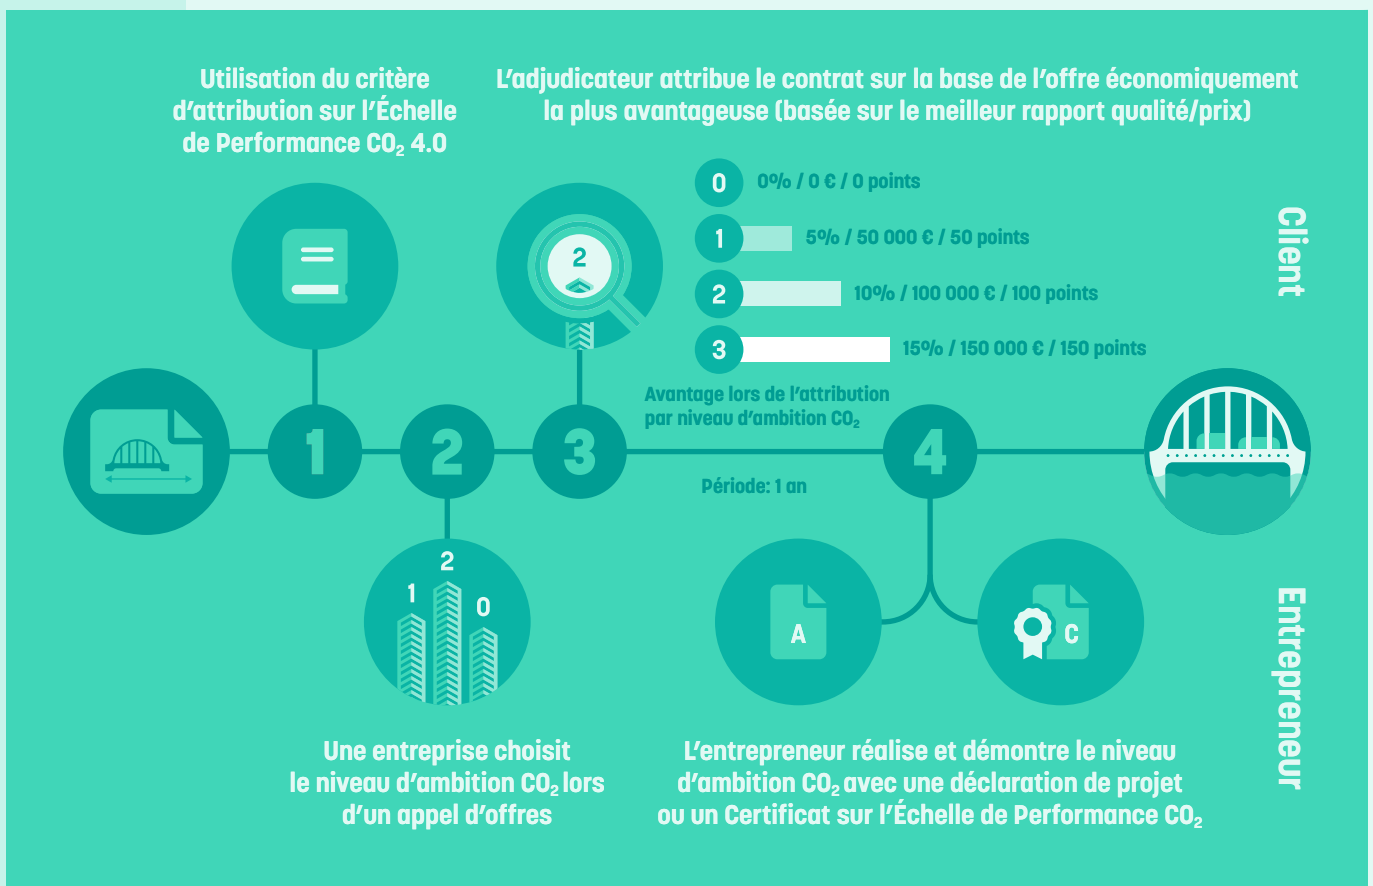 Utilisation du critère
d'attribution sur l'Échelle
de Performance CO₂ 4.0
L'adjudicateur attribue le contrat sur la base de l'offre économiquement
la plus avantageuse (basée sur le meilleur rapport qualité/prix)
0 0% / 0 € / 0 points
1 5% / 50 000 € / 50 points
2 10% / 100 000 € / 100 points
3 15% / 150 000 € / 150 points
Avantage lors de l'attribution
par niveau d'ambition CO₂
Client
2
1
2
3
4
Période: 1 an
2
1
0
A
C
Entrepreneur
Une entreprise choisit
le niveau d'ambition CO₂ lors
d'un appel d'offres
L'entrepreneur réalise et démontre le niveau
d'ambition CO₂ avec une déclaration de projet
ou un Certificat sur l'Échelle de Performance CO₂